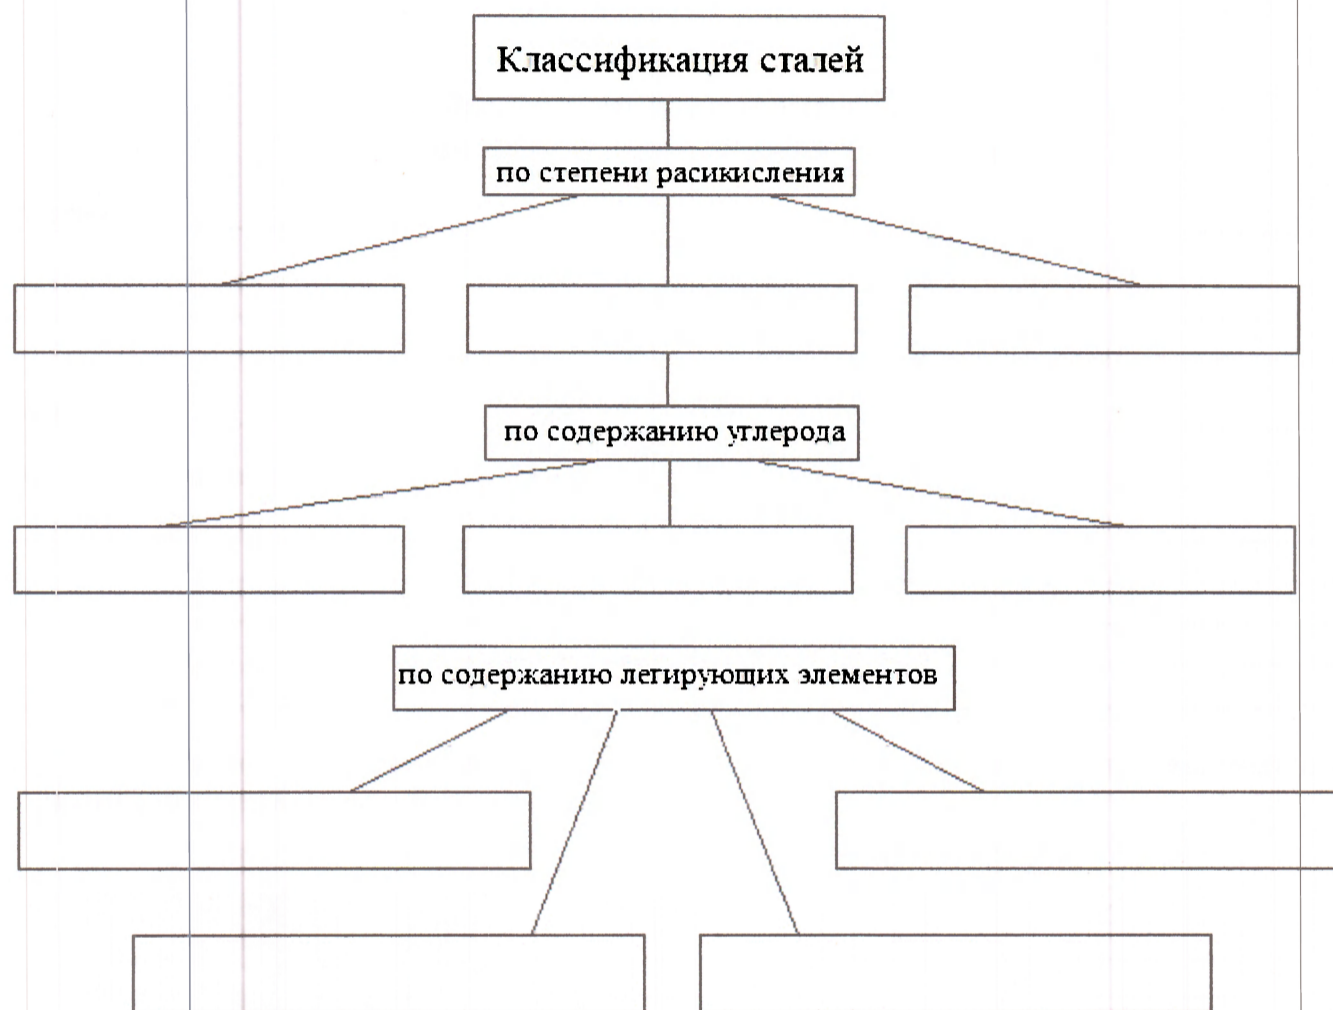 Классификация сталей
по степени расикисления
по содержанию углерода
по содержанию легирующих элементов